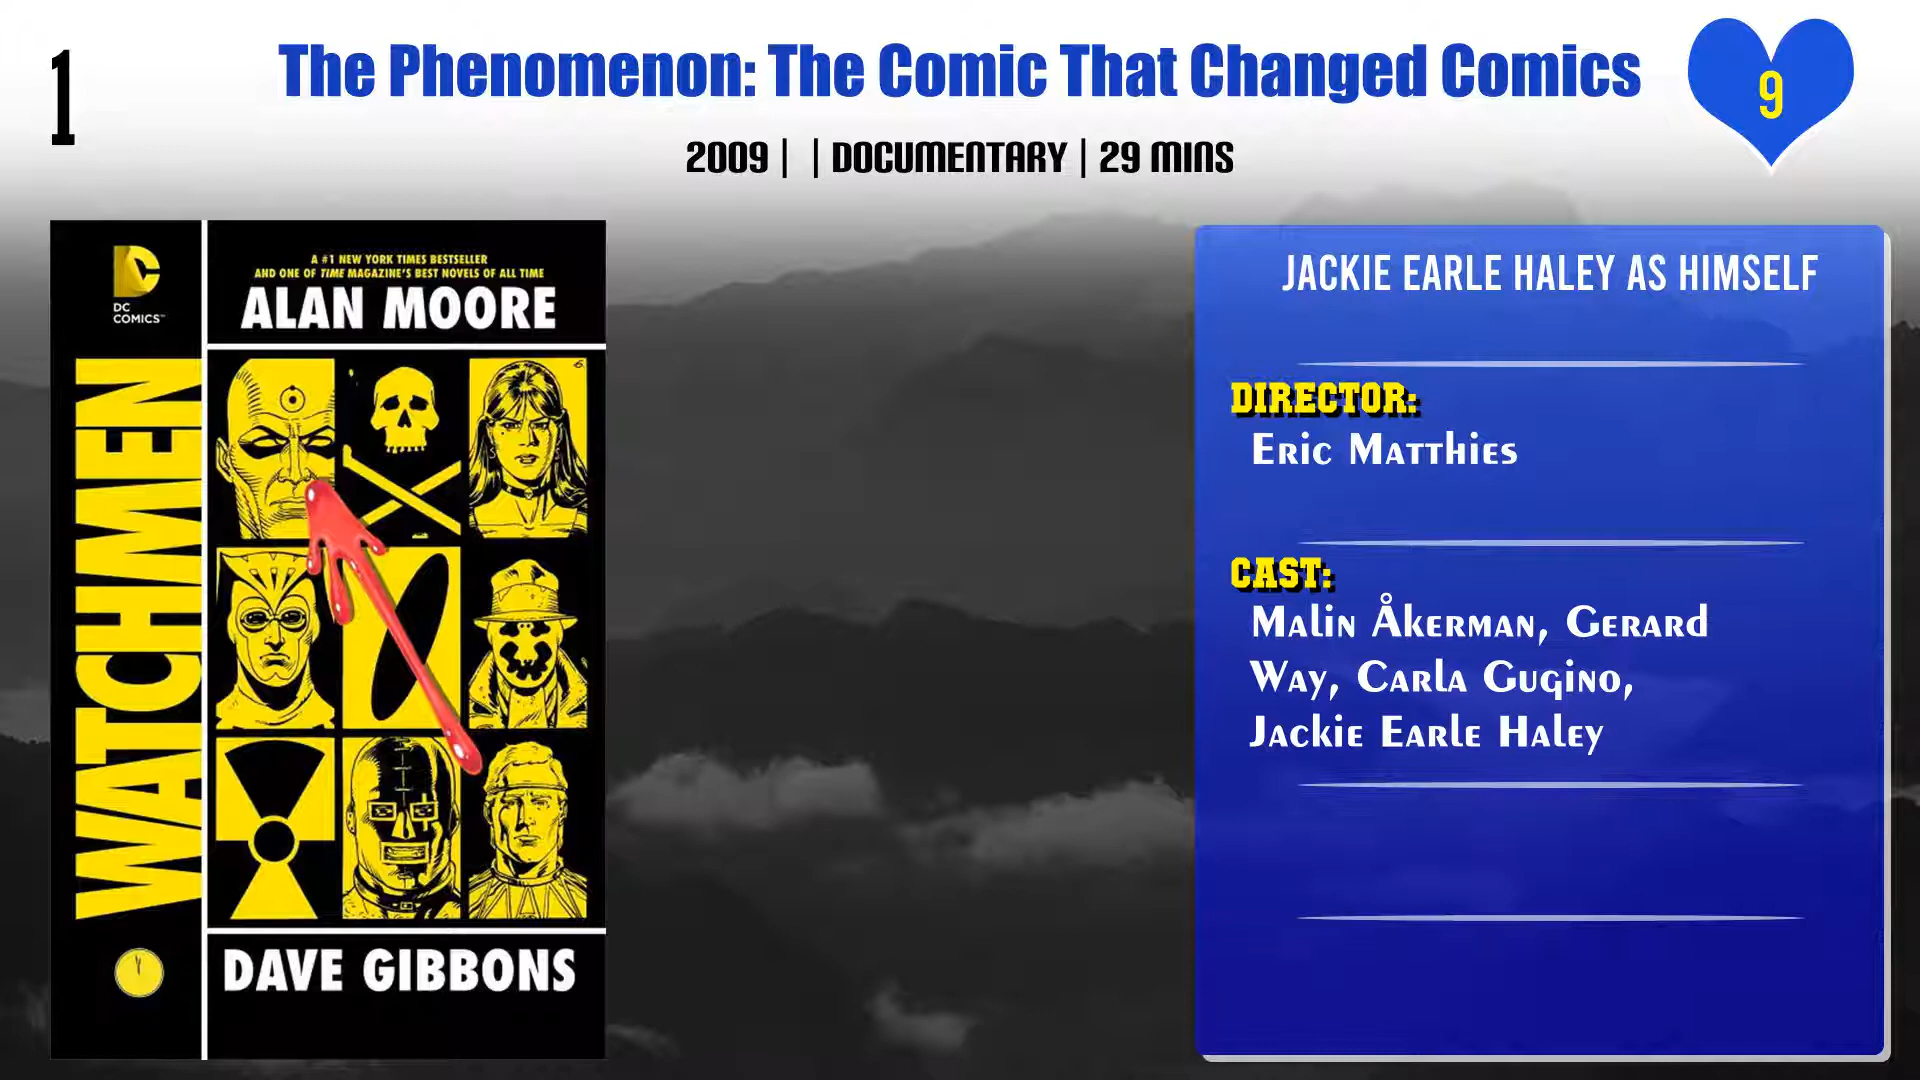 1
The Phenomenon: The Comic That Changed Comics
9
2009 | | DOCUMENTARY | 29 MINS
DC
COMICS™
A #1 NEW YORK TIMES BESTSELLER
AND ONE OF TIME MAGAZINE'S BEST NOVELS OF ALL TIME
ALAN MOORE
WATCHMEN
DAVE GIBBONS
JACKIE EARLE HALEY AS HIMSELF
DIRECTOR:
Eric Matthies
CAST:
Malin Åkerman, Gerard
Way, Carla Gugino,
Jackie Earle Haley